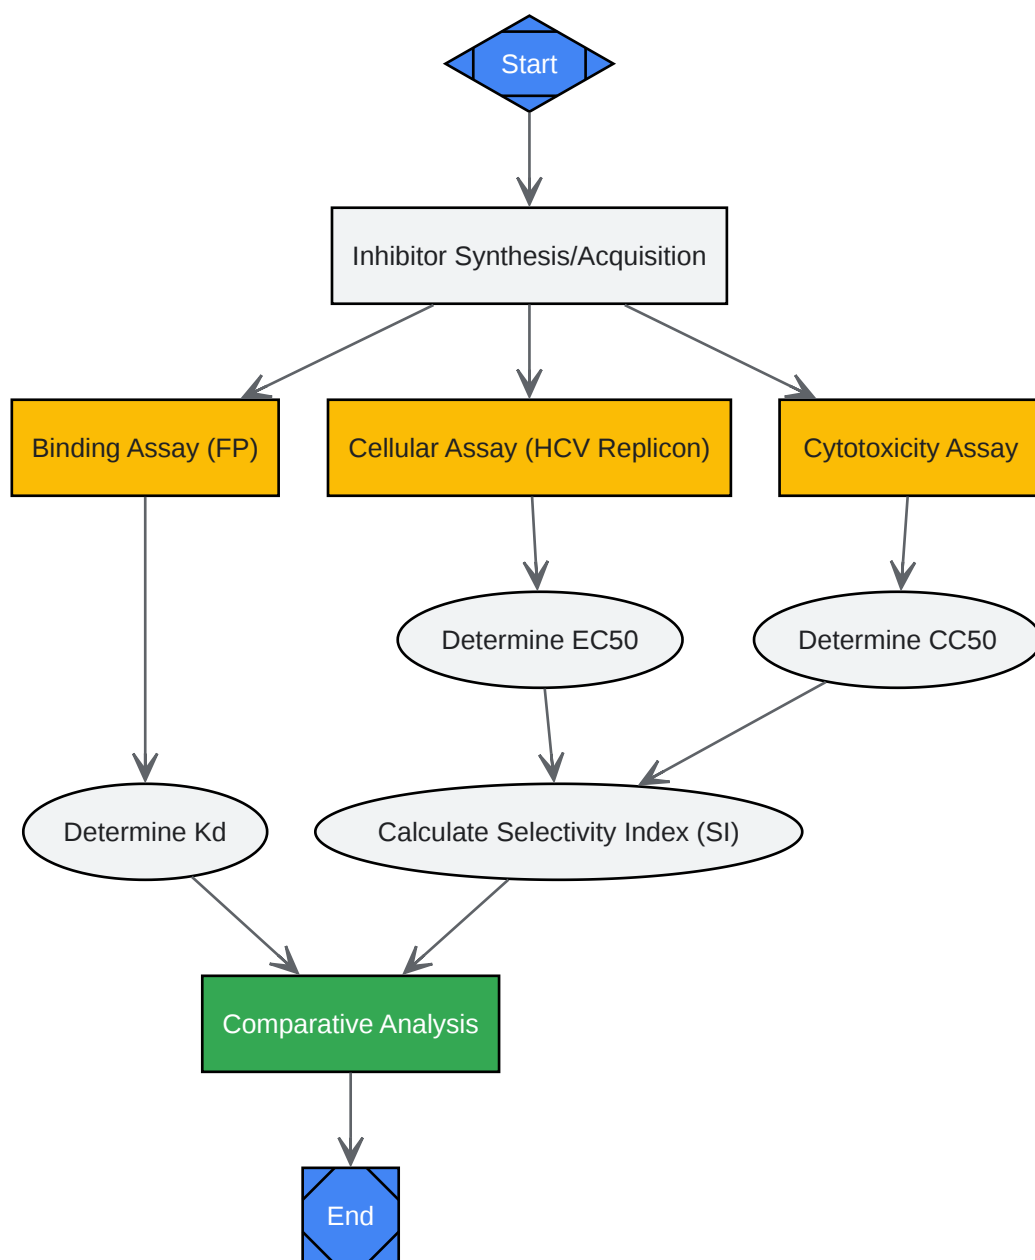 Start
Inhibitor Synthesis/Acquisition
Binding Assay (FP)
Cellular Assay (HCV Replicon)
Cytotoxicity Assay
Determine EC50
Determine CC50
Determine Kd
Calculate Selectivity Index (SI)
Comparative Analysis
End